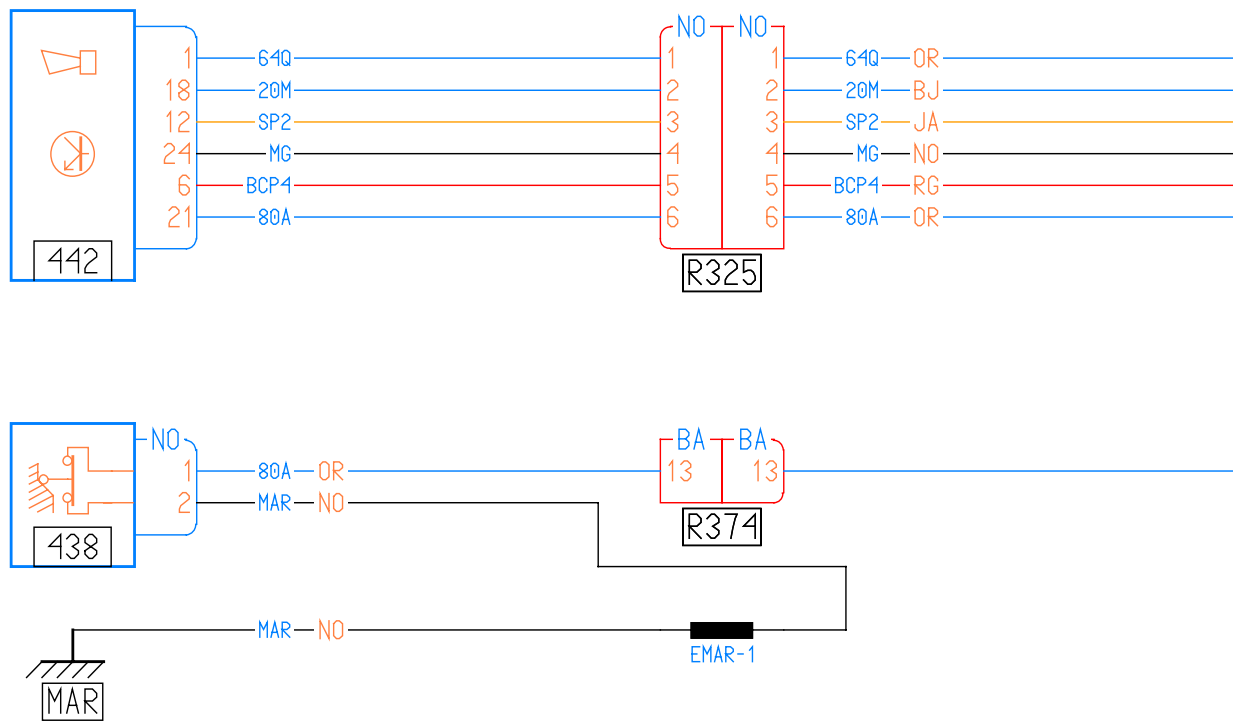 NO NO
1 64Q 1 1 64Q OR
18 20M 2 2 20M BJ
12 SP2 3 3 SP2 JA
24 MG 4 4 MG NO
6 BCP4 5 5 BCP4 RG
21 80A 6 6 80A OR
442 R325
NO BA BA
1 80A OR 13 13
2 MAR NO
R374
438
MAR NO
EMAR-1
MAR